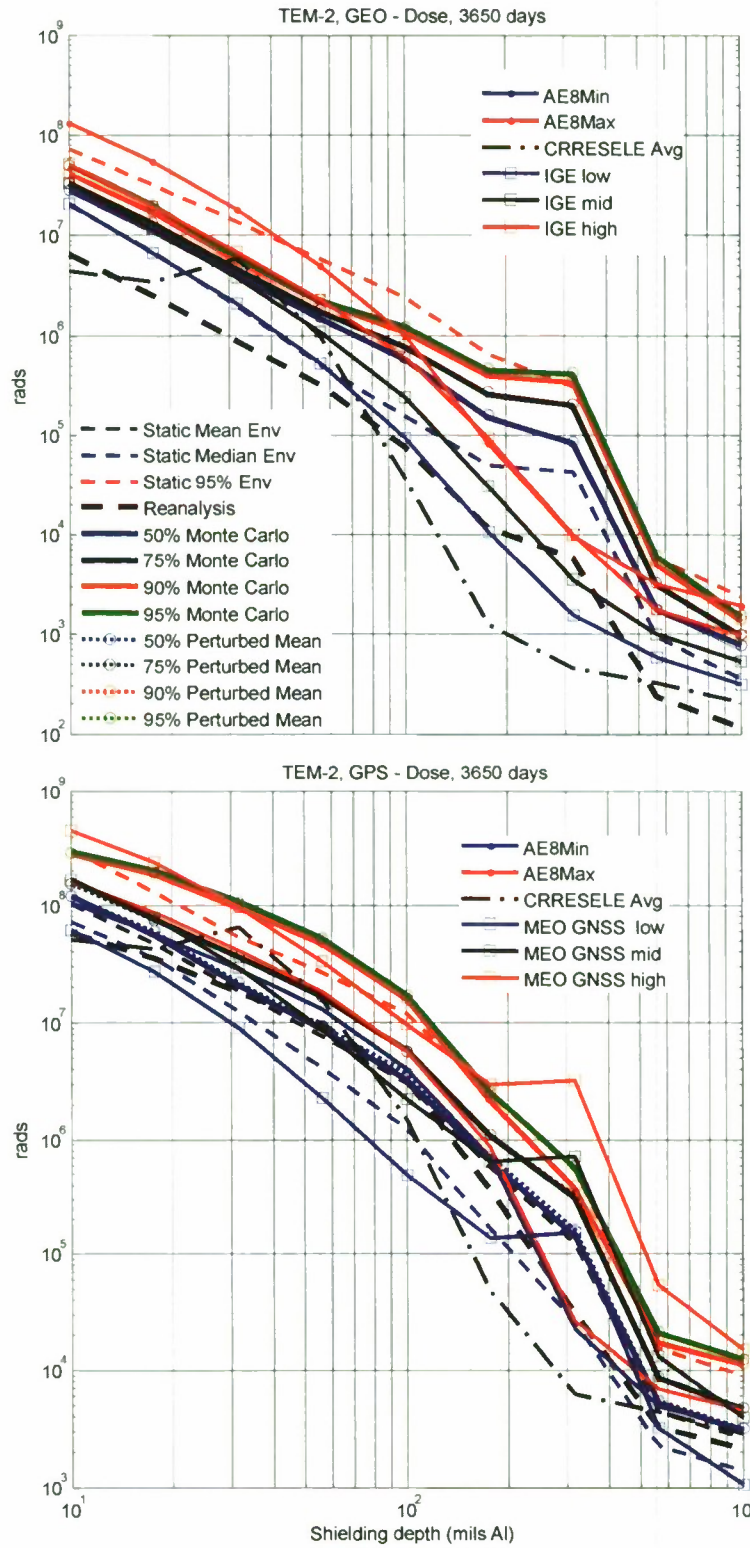 TEM-2, GEO - Dose, 3650 days
10^9
10^8
10^7
10^6
10^5
10^4
10^3
10^2
rads
AE8Min
AE8Max
CRRESELE Avg
IGE low
IGE mid
IGE high
Static Mean Env
Static Median Env
Static 95% Env
Reanalysis
50% Monte Carlo
75% Monte Carlo
90% Monte Carlo
95% Monte Carlo
50% Perturbed Mean
75% Perturbed Mean
90% Perturbed Mean
95% Perturbed Mean
TEM-2, GPS - Dose, 3650 days
10^9
10^8
10^7
10^6
10^5
10^4
10^3
rads
AE8Min
AE8Max
CRRESELE Avg
MEO GNSS low
MEO GNSS mid
MEO GNSS high
10^1
10^2
10
Shielding depth (mils Al)